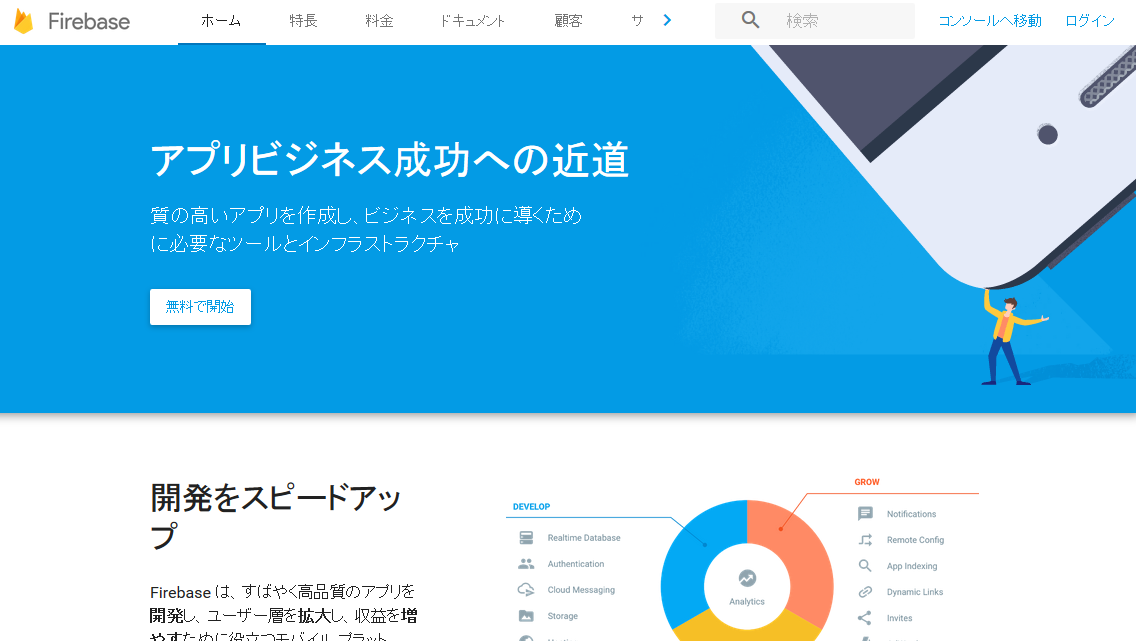 Firebase
ホーム
特長
料金
ドキュメント
顧客
サ
検索
コンソールへ移動
ログイン
アプリビジネス成功への近道
質の高いアプリを作成し、ビジネスを成功に導くため
に必要なツールとインフラストラクチャ
無料で開始
開発をスピードアッ
プ
Firebase は、すばやく高品質のアプリを
開発し、ユーザー層を拡大し、収益を増
やすために役立つモバイル プラット
DEVELOP
Realtime Database
Authentication
Cloud Messaging
Storage
Analytics
GROW
Notifications
Remote Config
App Indexing
Dynamic Links
Invites